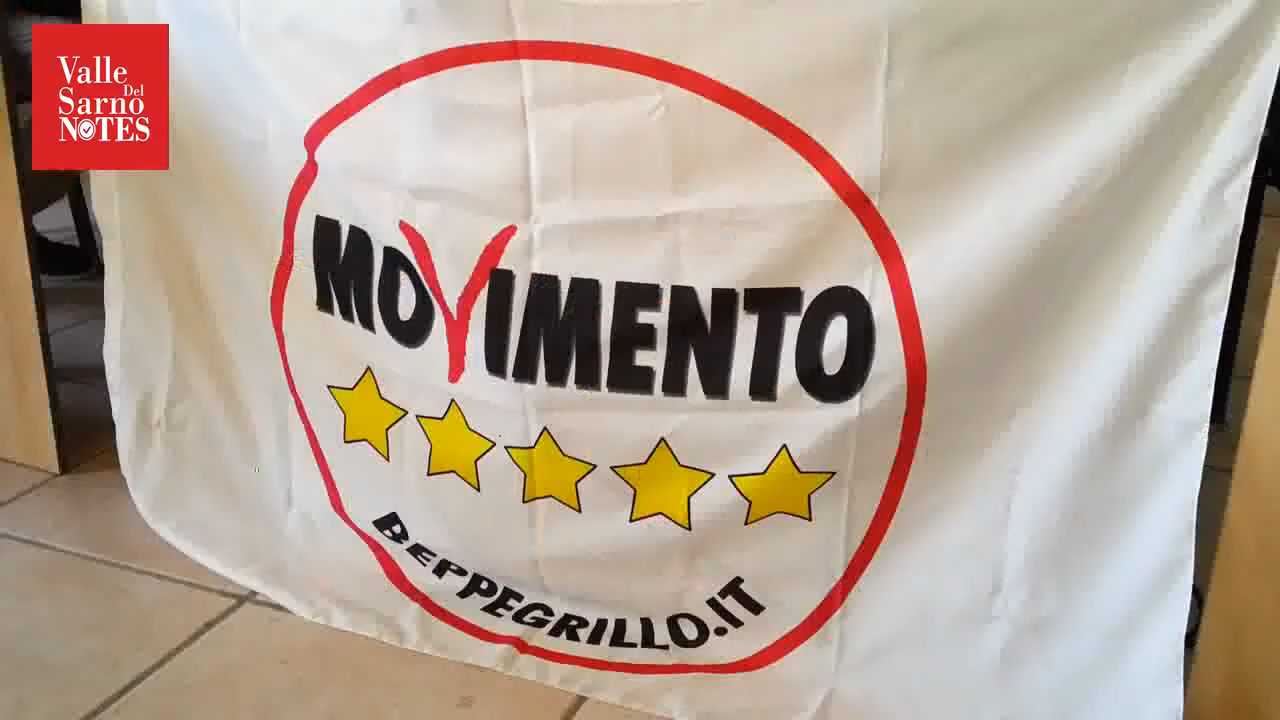 Valle
Del
Sarno
NOTES
MOVIMENTO
BEPPEGRILLO.IT